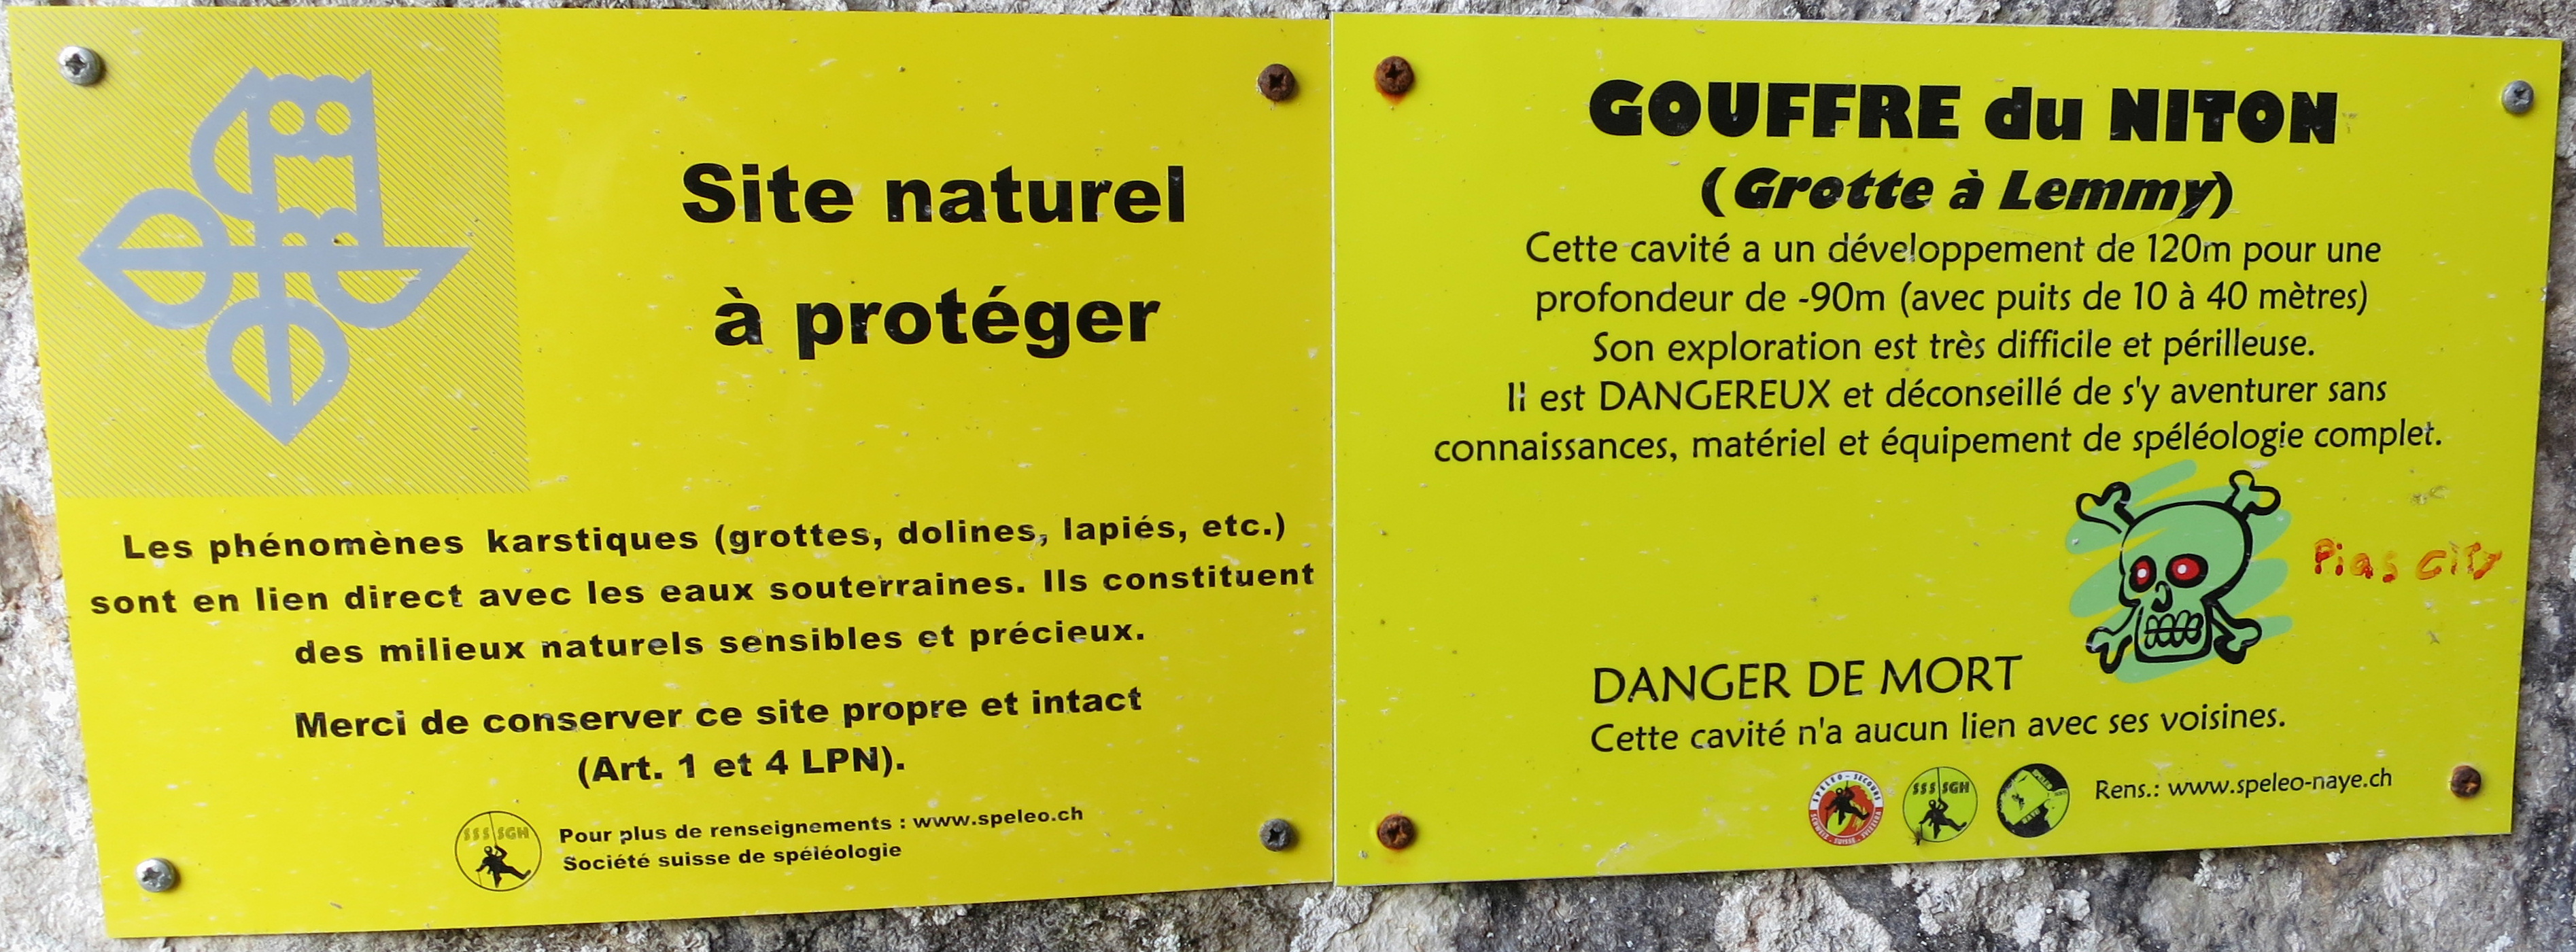 Site naturel
à protéger
Les phénomènes karstiques (grottes, dolines, lapiés, etc.)
sont en lien direct avec les eaux souterraines. Ils constituent
des milieux naturels sensibles et précieux.
Merci de conserver ce site propre et intact
(Art. 1 et 4 LPN).
SSS SGH
Pour plus de renseignements : www.speleo.ch
Société suisse de spéléologie
GOUFFRE du NITON
(Grotte à Lemmy)
Cette cavité a un développement de 120m pour une
profondeur de -90m (avec puits de 10 à 40 mètres)
Son exploration est très difficile et périlleuse.
Il est DANGEREUX et déconseillé de s'y aventurer sans
connaissances, matériel et équipement de spéléologie complet.
DANGER DE MORT
Cette cavité n'a aucun lien avec ses voisines.
SPELEO-SECOURS
SCHWEIZ - SUISSE - SVIZZERA
SSS SGH
Rens.: www.speleo-naye.ch